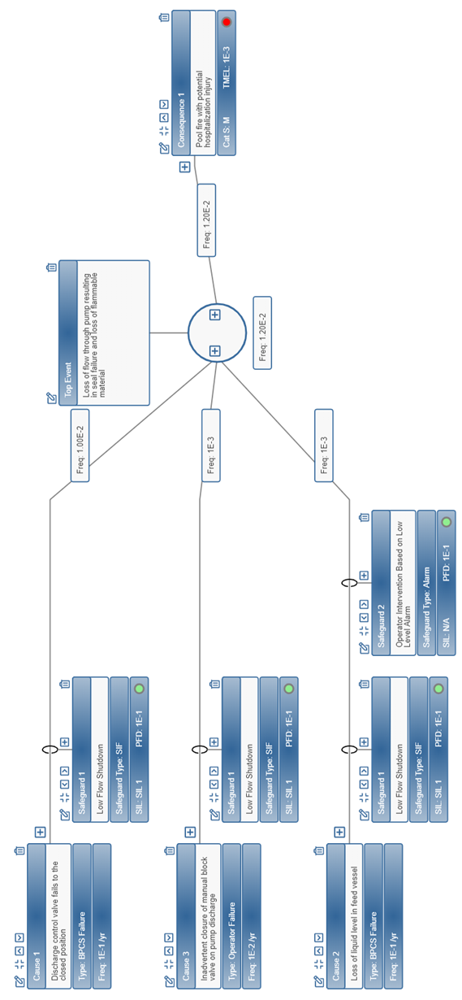 Cause 1
Discharge control valve fails to the
closed position
Type: BPCS Failure
Freq: 1E-1 /yr
Safeguard 1
Low Flow Shutdown
Safeguard Type: SIF
SIL: SIL 1
PFD: 1E-1
Freq: 1.00E-2
Cause 3
Inadvertent closure of manual block
valve on pump discharge
Type: Operator Failure
Freq: 1E-2 /yr
Safeguard 1
Low Flow Shutdown
Safeguard Type: SIF
SIL: SIL 1
PFD: 1E-1
Freq: 1E-3
Cause 2
Loss of liquid level in feed vessel
Type: BPCS Failure
Freq: 1E-1 /yr
Safeguard 1
Low Flow Shutdown
Safeguard Type: SIF
SIL: SIL 1
PFD: 1E-1
Safeguard 2
Operator Intervention Based on Low
Level Alarm
Safeguard Type: Alarm
SIL: N/A
PFD: 1E-1
Freq: 1E-3
Top Event
Loss of flow through pump resulting
in seal failure and loss of flammable
material
Freq: 1.20E-2
Freq: 1.20E-2
Consequence 1
Pool fire with potential
hospitalization injury
Cat S: M
TMEL: 1E-3